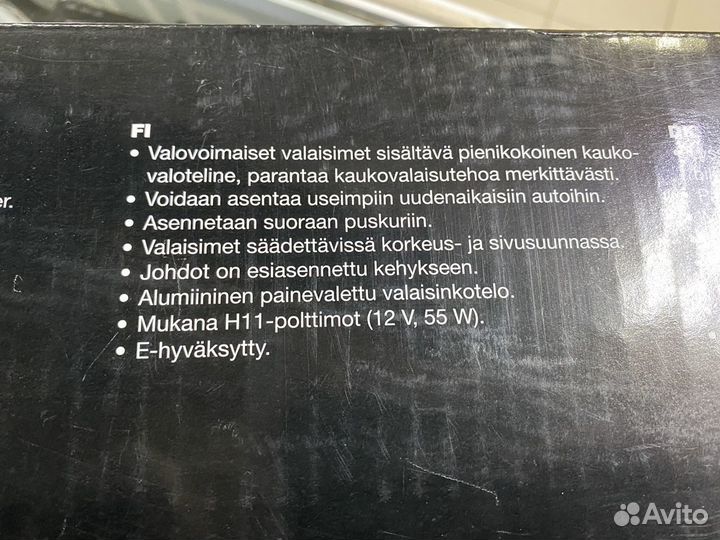 FI
• Valovoimaiset valaisimet sisältävä pienikokoinen kauko-
valoteline, parantaa kaukovalaisutehoa merkittävästi.
• Voidaan asentaa useimpiin uudenaikaisiin autoihin.
• Asennetaan suoraan puskuriin.
• Valaisimet säädettävissä korkeus- ja sivusuunnassa.
• Johdot on esiasennettu kehykseen.
• Alumiininen painevalettu valaisinkotelo.
• Mukana H11-polttimot (12 V, 55 W).
• E-hyväksytty.
er.
Avito